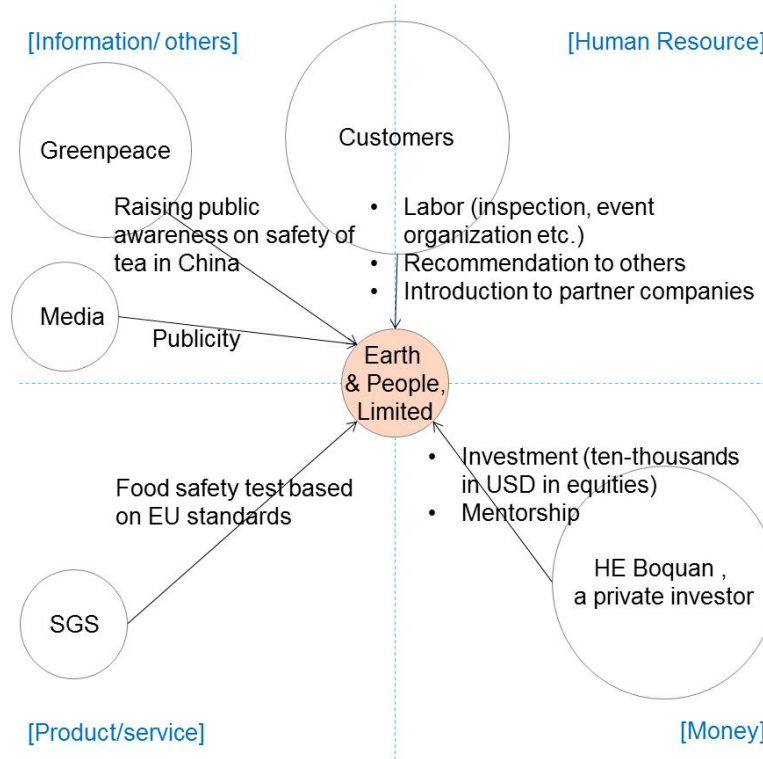 [Information/ others]
[Human Resource]
Greenpeace
Customers
Raising public
awareness on safety of
tea in China
• Labor (inspection, event
organization etc.)
• Recommendation to others
• Introduction to partner companies
Media
Publicity
Earth
& People,
Limited
Food safety test based
on EU standards
• Investment (ten-thousands
in USD in equities)
• Mentorship
SGS
HE Boquan ,
a private investor
[Product/service]
[Money]